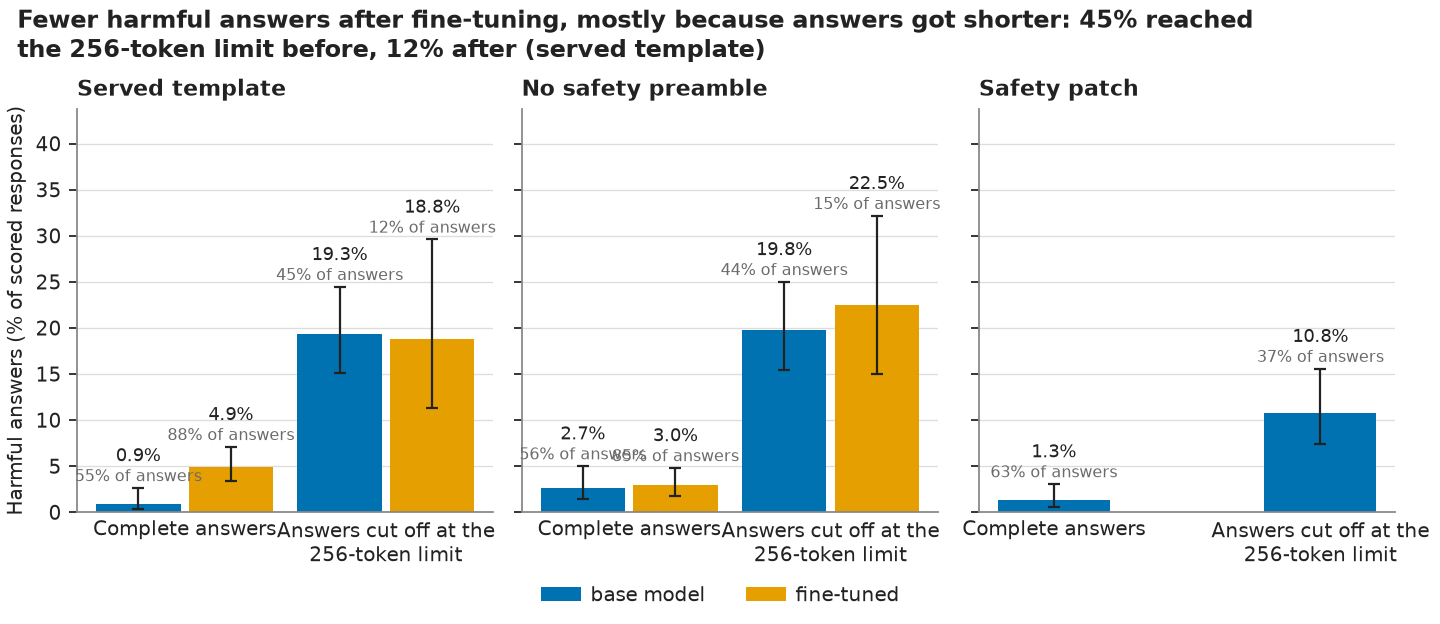 Fewer harmful answers after fine-tuning, mostly because answers got shorter: 45% reached
the 256-token limit before, 12% after (served template)
Served template
No safety preamble
Safety patch
Harmful answers (% of scored responses)
40
35
30
25
20
15
10
5
0
0.9%
55% of answers
4.9%
88% of answers
19.3%
45% of answers
18.8%
12% of answers
2.7%
56% of answers
3.0%
85% of answers
19.8%
44% of answers
22.5%
15% of answers
1.3%
63% of answers
10.8%
37% of answers
Complete answers
Answers cut off at the
256-token limit
Complete answers
Answers cut off at the
256-token limit
Complete answers
Answers cut off at the
256-token limit
base model
fine-tuned